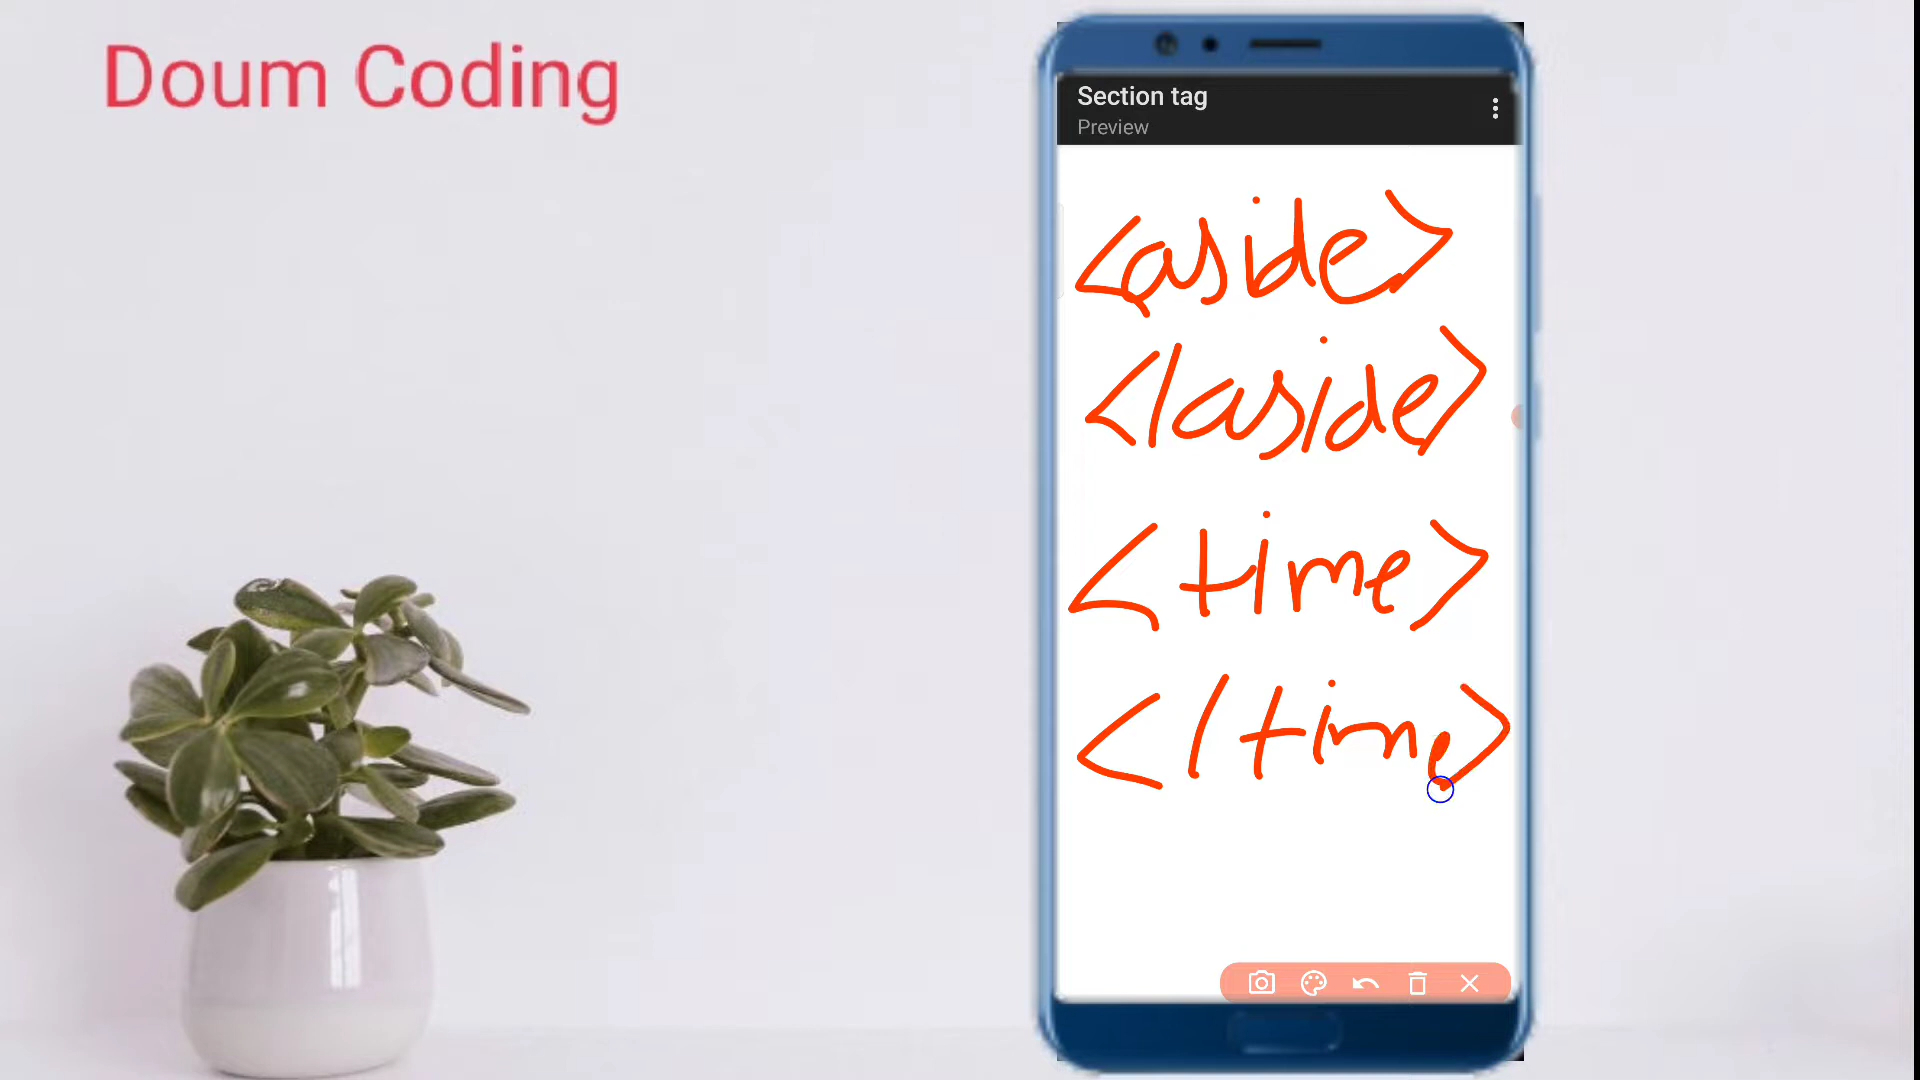 Doum Coding
Section tag
Preview
<aside>
</aside>
<time>
</time>